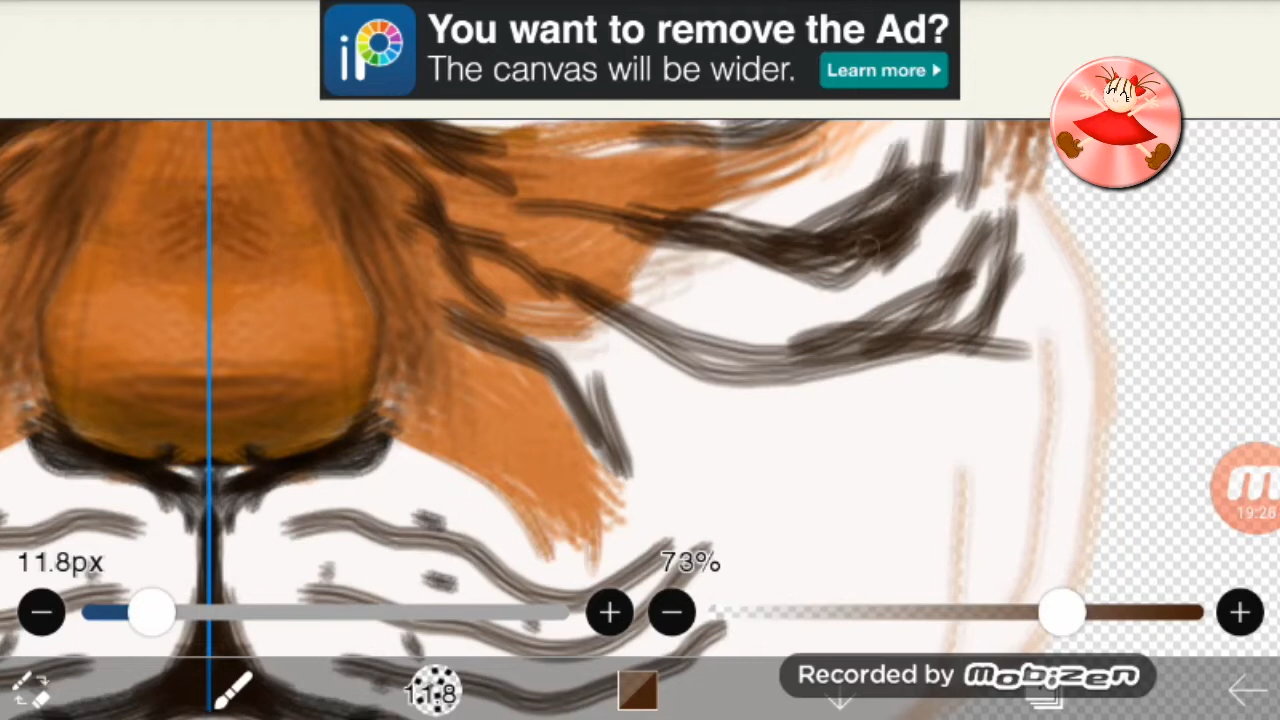 iP
You want to remove the Ad?
The canvas will be wider.
Learn more
19:28
11.8px
73%
11.8
Recorded by mobizen